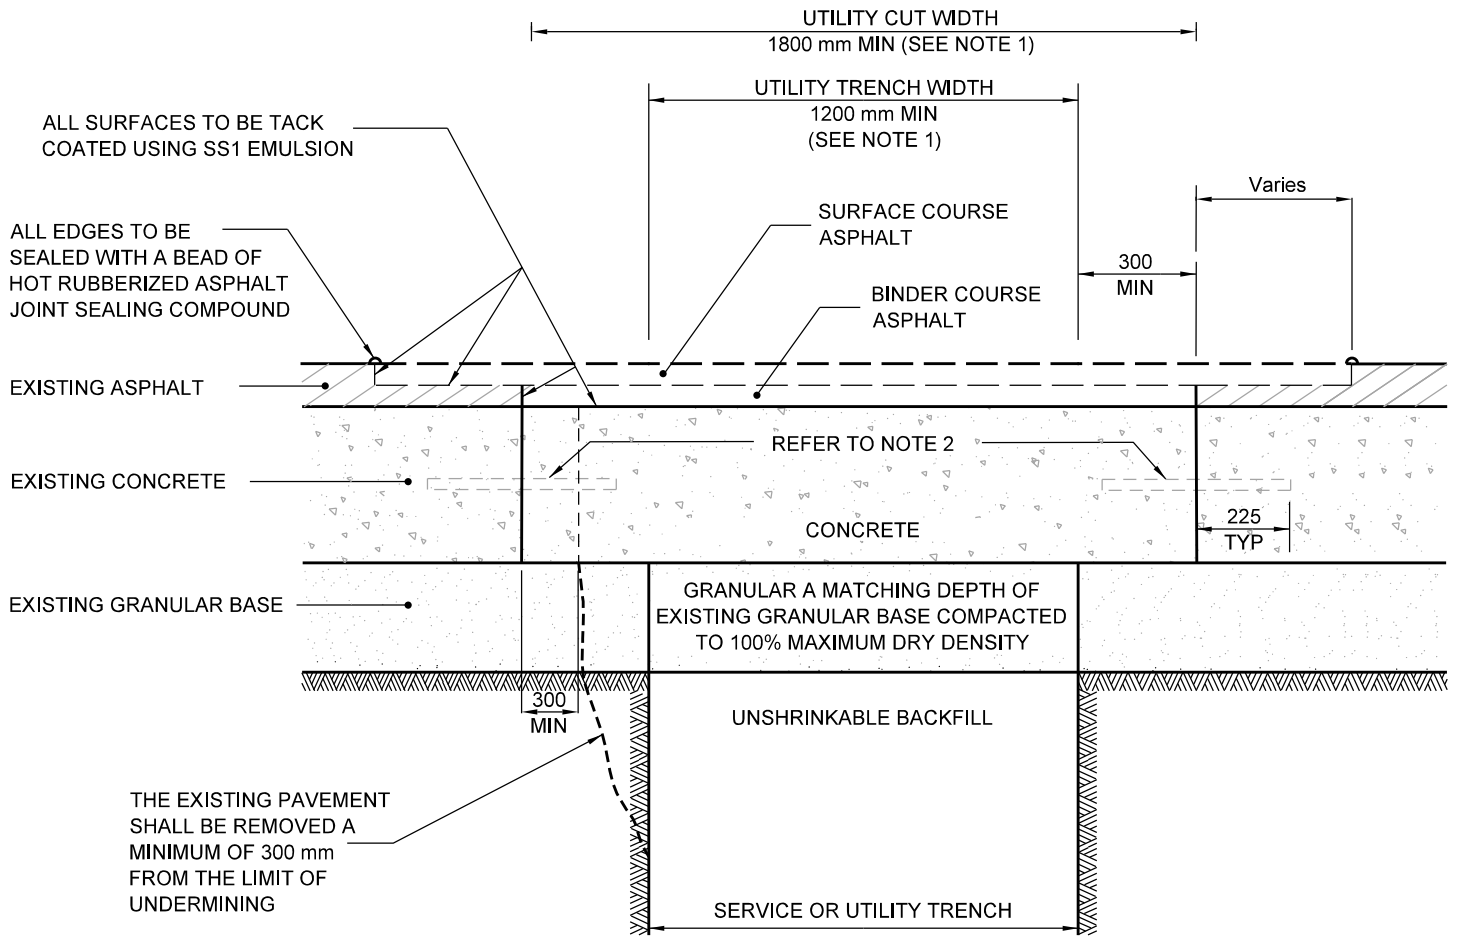 UTILITY CUT WIDTH
1800 mm MIN (SEE NOTE 1)
UTILITY TRENCH WIDTH
1200 mm MIN
(SEE NOTE 1)
ALL SURFACES TO BE TACK
COATED USING SS1 EMULSION
Varies
SURFACE COURSE
ASPHALT
ALL EDGES TO BE
SEALED WITH A BEAD OF
HOT RUBBERIZED ASPHALT
JOINT SEALING COMPOUND
300
MIN
BINDER COURSE
ASPHALT
EXISTING ASPHALT
REFER TO NOTE 2
EXISTING CONCRETE
CONCRETE
225
TYP
EXISTING GRANULAR BASE
GRANULAR A MATCHING DEPTH OF
EXISTING GRANULAR BASE COMPACTED
TO 100% MAXIMUM DRY DENSITY
300
MIN
UNSHRINKABLE BACKFILL
THE EXISTING PAVEMENT
SHALL BE REMOVED A
MINIMUM OF 300 mm
FROM THE LIMIT OF
UNDERMINING
SERVICE OR UTILITY TRENCH